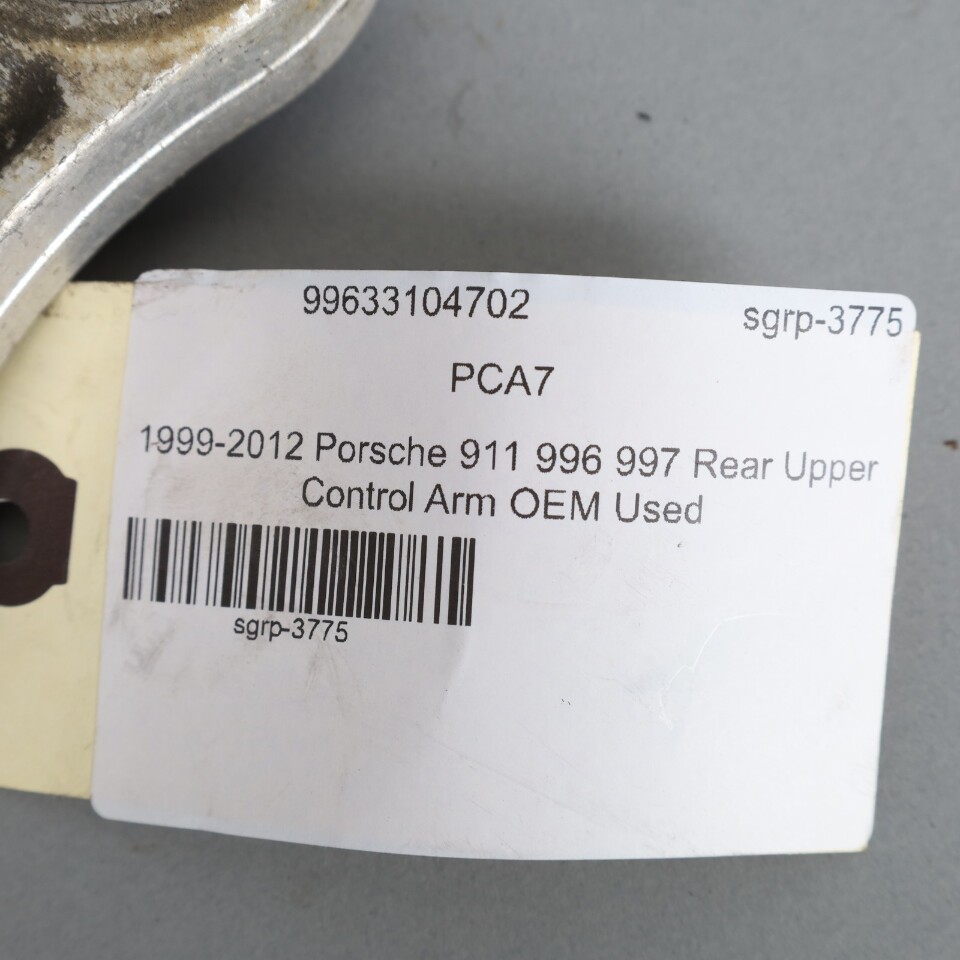 99633104702 sgrp-3775
PCA7
1999-2012 Porsche 911 996 997 Rear Upper
Control Arm OEM Used
sgrp-3775